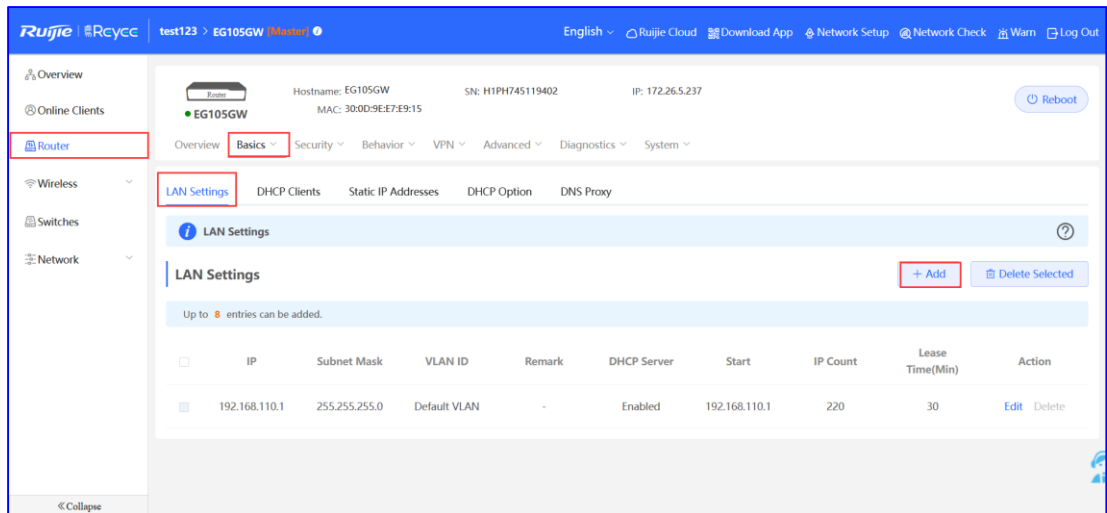 Ruijie | Reyee test123 > EG105GW [Master] English Ruijie Cloud Download App Network Setup Network Check Warn Log Out
Overview
Online Clients
Router
Wireless
Switches
Network
«Collapse
Router
EG105GW
Hostname: EG105GW SN: H1PH745119402 IP: 172.26.5.237
MAC: 30:0D:9E:E7:E9:15
Reboot
Overview Basics Security Behavior VPN Advanced Diagnostics System
LAN Settings DHCP Clients Static IP Addresses DHCP Option DNS Proxy
i LAN Settings ?
LAN Settings + Add Delete Selected
Up to 8 entries can be added.
IP Subnet Mask VLAN ID Remark DHCP Server Start IP Count Lease Time(Min) Action
192.168.110.1 255.255.255.0 Default VLAN - Enabled 192.168.110.1 220 30 Edit Delete